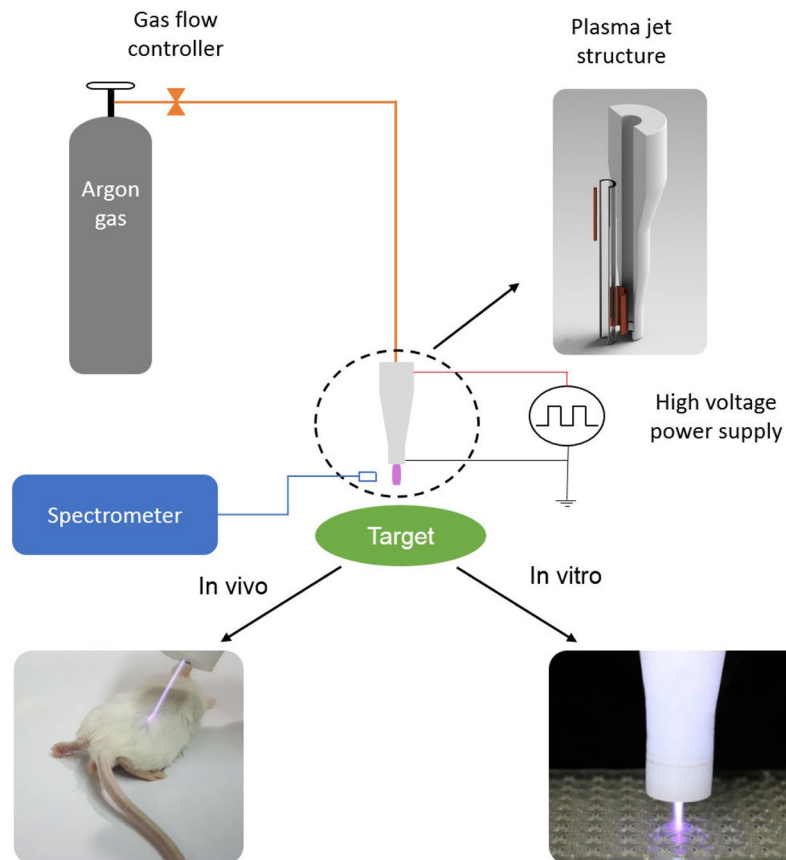 Gas flow
controller
Plasma jet
structure
Argon
gas
High voltage
power supply
Spectrometer
Target
In vivo
In vitro